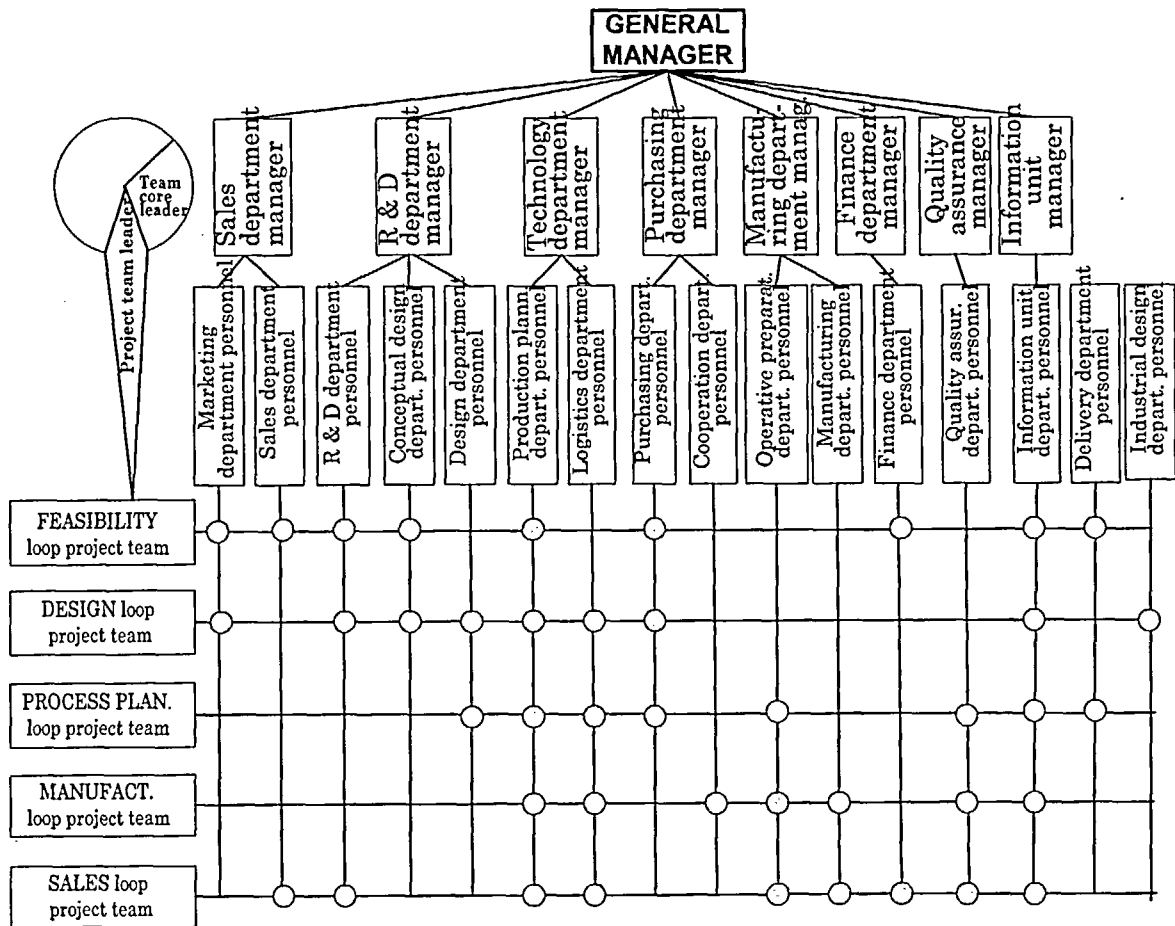 GENERAL
MANAGER
Sales
department
manager
R & D
department
manager
Technology
department
manager
Purchasing
department
manager
Manufactu-
ring depart-
ment manag.
Finance
department
manager
Quality
assurance
manager
Information
unit
manager
Team
core
leader
Project team leader
Marketing
department personnel
Sales department
personnel
R & D department
personnel
Conceptual design
depart. personnel
Design department
personnel
Production plann.
depart. personnel
Logistics department
personnel
Purchasing depart.
personnel
Cooperation depart.
personnel
Operative preparat.
depart. personnel
Manufacturing
depart. personnel
Finance department
personnel
Quality assur.
depart. personnel
Information unit
depart. personnel
Delivery department
personnel
Industrial design
depart. personnel
FEASIBILITY
loop project team
DESIGN loop
project team
PROCESS PLAN.
loop project team
MANUFACT.
loop project team
SALES loop
project team